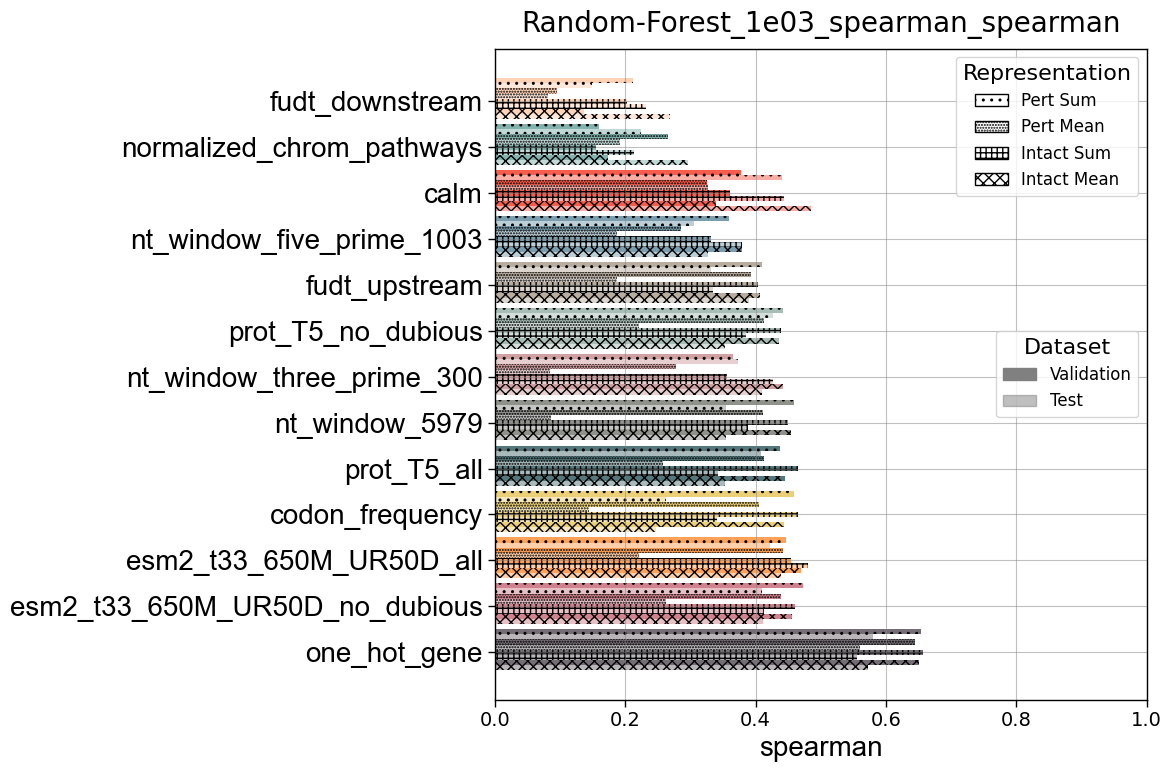 Random-Forest_1e03_spearman_spearman
Representation
Pert Sum
Pert Mean
Intact Sum
Intact Mean
Dataset
Validation
Test
fudt_downstream
normalized_chrom_pathways
calm
nt_window_five_prime_1003
fudt_upstream
prot_T5_no_dubious
nt_window_three_prime_300
nt_window_5979
prot_T5_all
codon_frequency
esm2_t33_650M_UR50D_all
esm2_t33_650M_UR50D_no_dubious
one_hot_gene
0.0 0.2 0.4 0.6 0.8 1.0
spearman